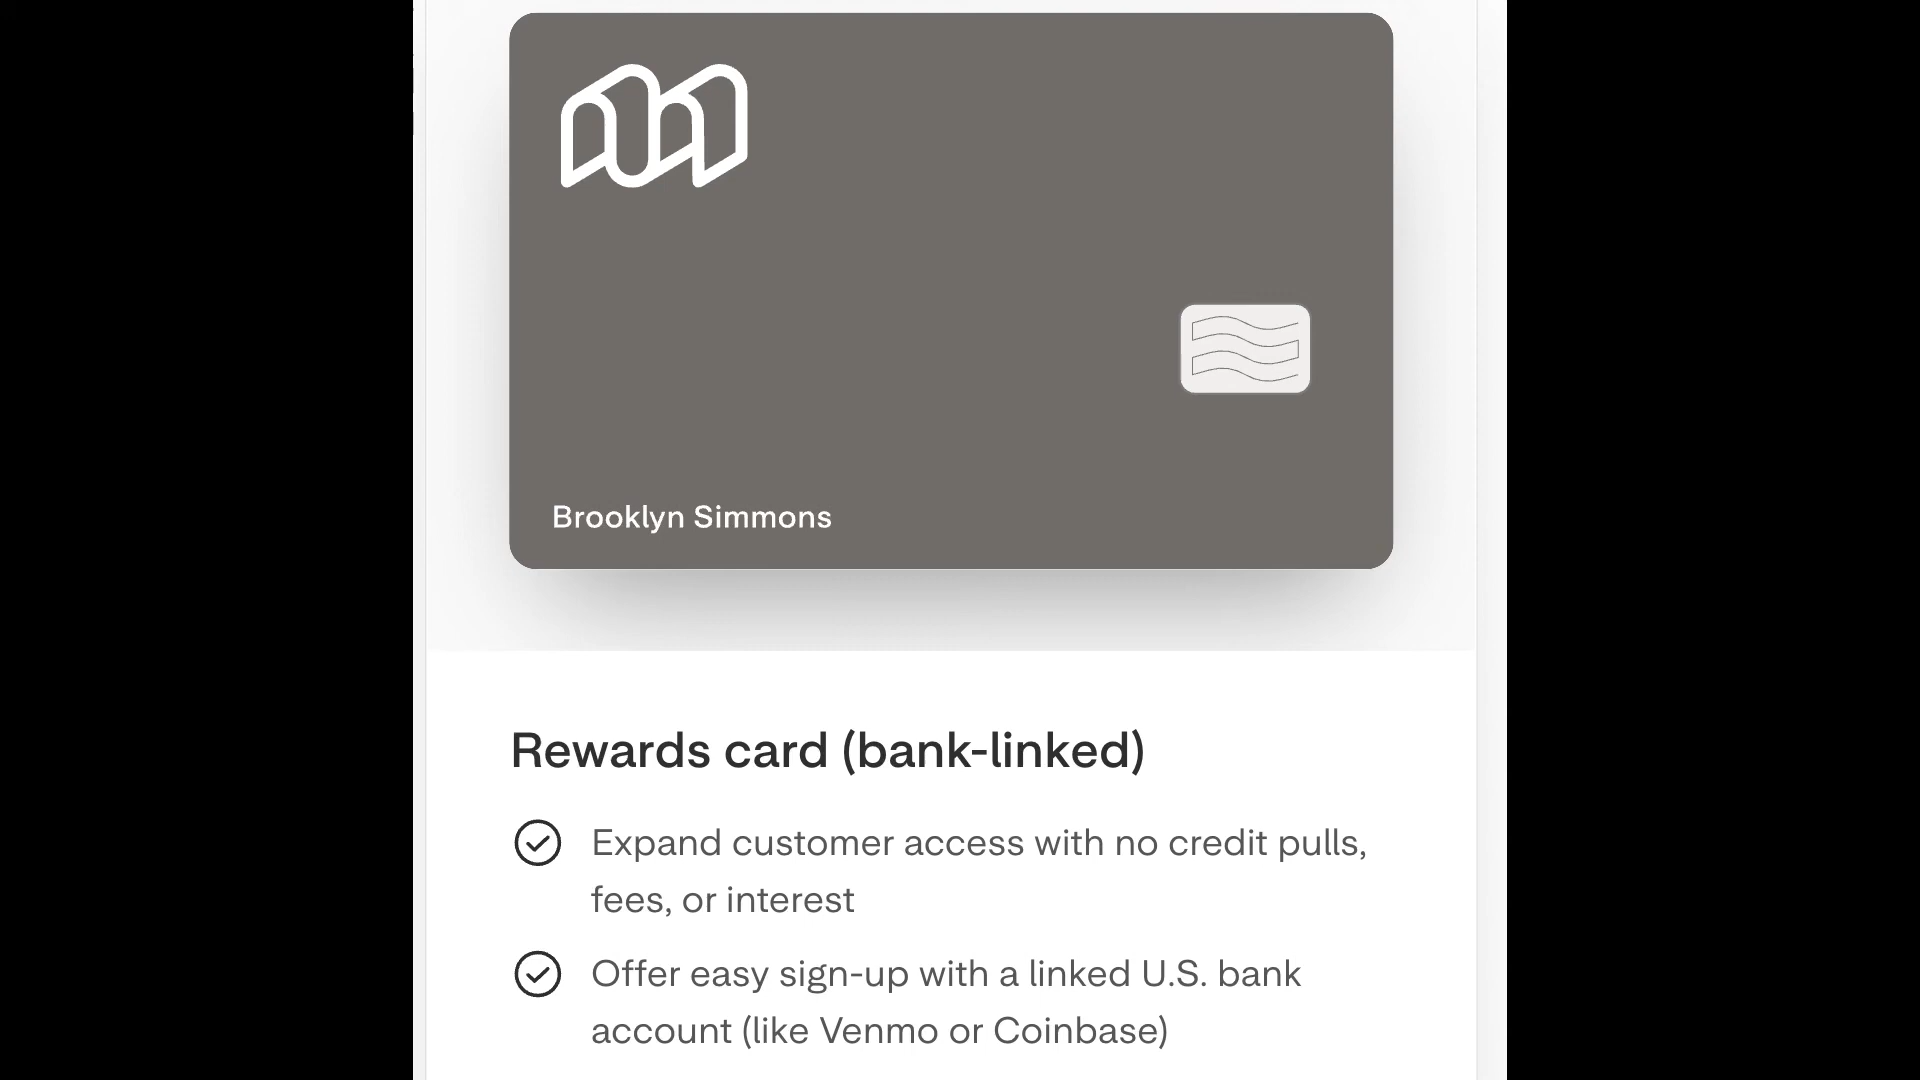 Brooklyn Simmons
Rewards card (bank-linked)
Expand customer access with no credit pulls,
fees, or interest
Offer easy sign-up with a linked U.S. bank
account (like Venmo or Coinbase)